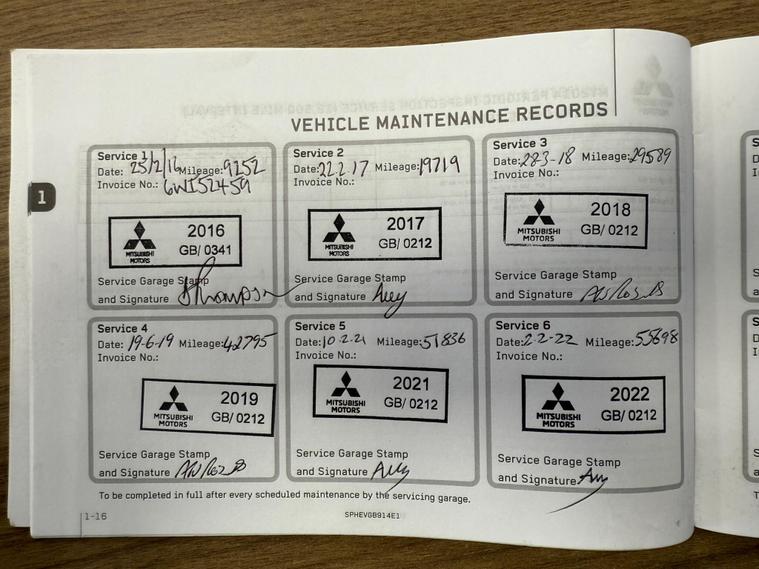 VEHICLE MAINTENANCE RECORDS
1
Service 1
Date: 25/2/16 Mileage: 9252
Invoice No.: 6WI52459
MITSUBISHI MOTORS
2016
GB/ 0341
Service Garage Stamp
and Signature
Service 2
Date: 22.2.17 Mileage: 19719
Invoice No.:
MITSUBISHI MOTORS
2017
GB/ 0212
Service Garage Stamp
and Signature
Service 3
Date: 28-3-18 Mileage: 29589
Invoice No.:
MITSUBISHI MOTORS
2018
GB/ 0212
Service Garage Stamp
and Signature
Service 4
Date: 19-6-19 Mileage: 42795
Invoice No.:
MITSUBISHI MOTORS
2019
GB/ 0212
Service Garage Stamp
and Signature
Service 5
Date: 10.2.21 Mileage: 51836
Invoice No.:
MITSUBISHI MOTORS
2021
GB/ 0212
Service Garage Stamp
and Signature
Service 6
Date: 2-2-22 Mileage: 55698
Invoice No.:
MITSUBISHI MOTORS
2022
GB/ 0212
Service Garage Stamp
and Signature
To be completed in full after every scheduled maintenance by the servicing garage.
1-16
SPHEVGB914E1